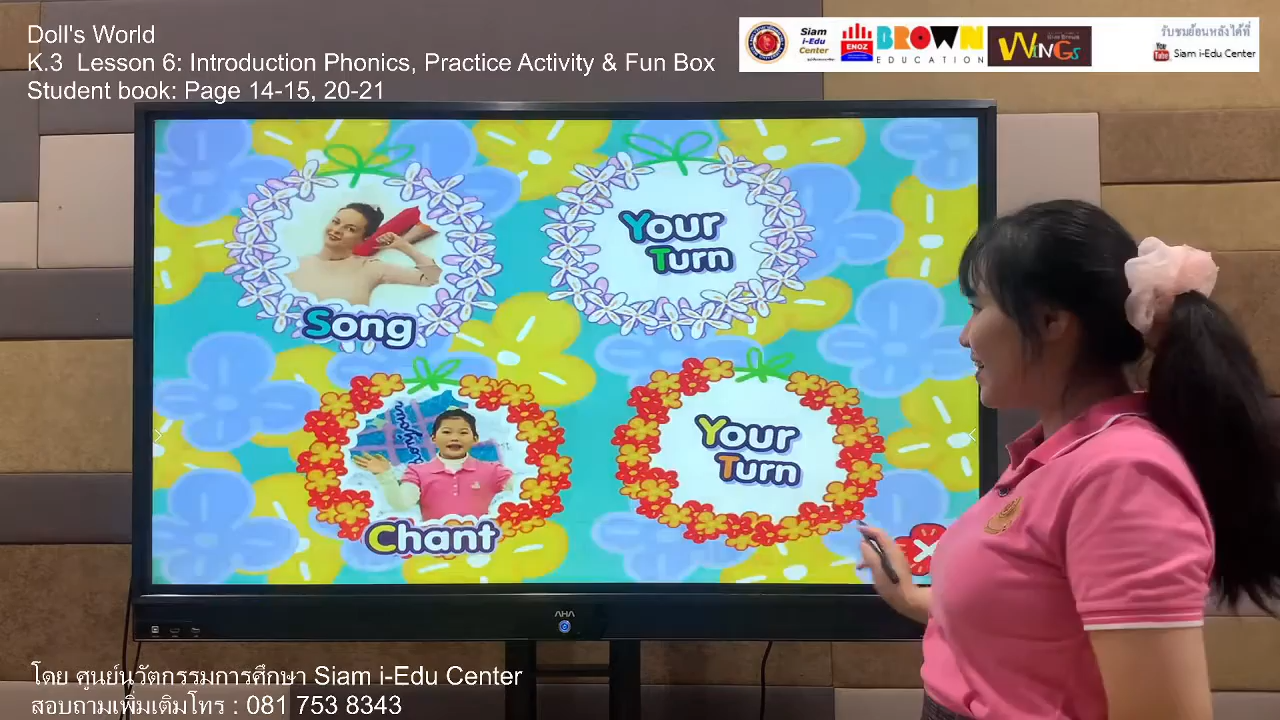 Doll's World
K.3 Lesson 6: Introduction Phonics, Practice Activity & Fun Box
Student book: Page 14-15, 20-21
Siam
i-Edu
Center
ENOZ
BROWN
EDUCATION
WiNGs
รับชมย้อนหลังได้ที่
You
Tube
Siam i-Edu Center
Song
Your
Turn
Chant
Your
Turn
AHA
โดย ศูนย์นวัตกรรมการศึกษา Siam i-Edu Center
สอบถามเพิ่มเติมโทร : 081 753 8343